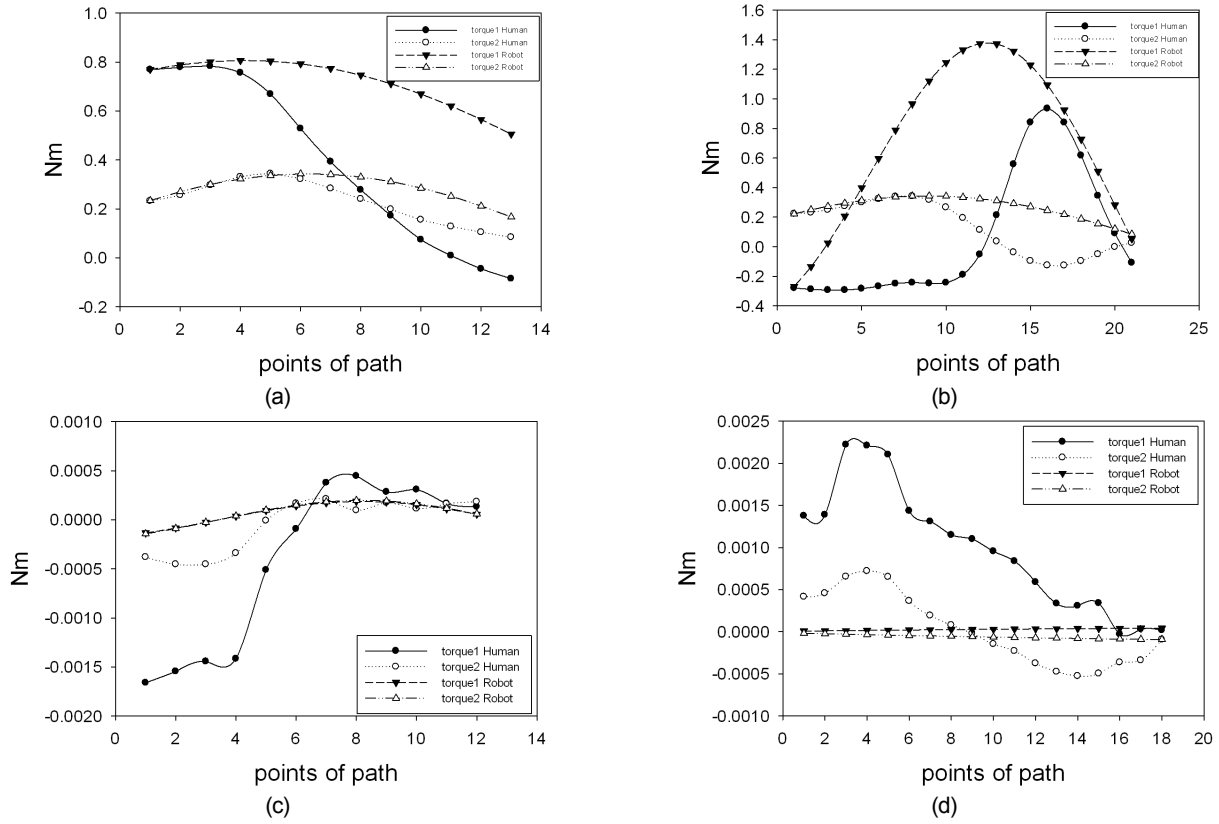 1.0
0.8
0.6
0.4
0.2
0.0
-0.2
Nm
0 2 4 6 8 10 12 14
points of path
torque1 Human
torque2 Human
torque1 Robot
torque2 Robot
(a)
1.6
1.4
1.2
1.0
0.8
0.6
0.4
0.2
0.0
-0.2
-0.4
Nm
0 5 10 15 20 25
points of path
torque1 Human
torque2 Human
torque1 Robot
torque2 Robot
(b)
0.0010
0.0005
0.0000
-0.0005
-0.0010
-0.0015
-0.0020
Nm
0 2 4 6 8 10 12 14
points of path
torque1 Human
torque2 Human
torque1 Robot
torque2 Robot
(c)
0.0025
0.0020
0.0015
0.0010
0.0005
0.0000
-0.0005
-0.0010
Nm
0 2 4 6 8 10 12 14 16 18 20
points of path
torque1 Human
torque2 Human
torque1 Robot
torque2 Robot
(d)